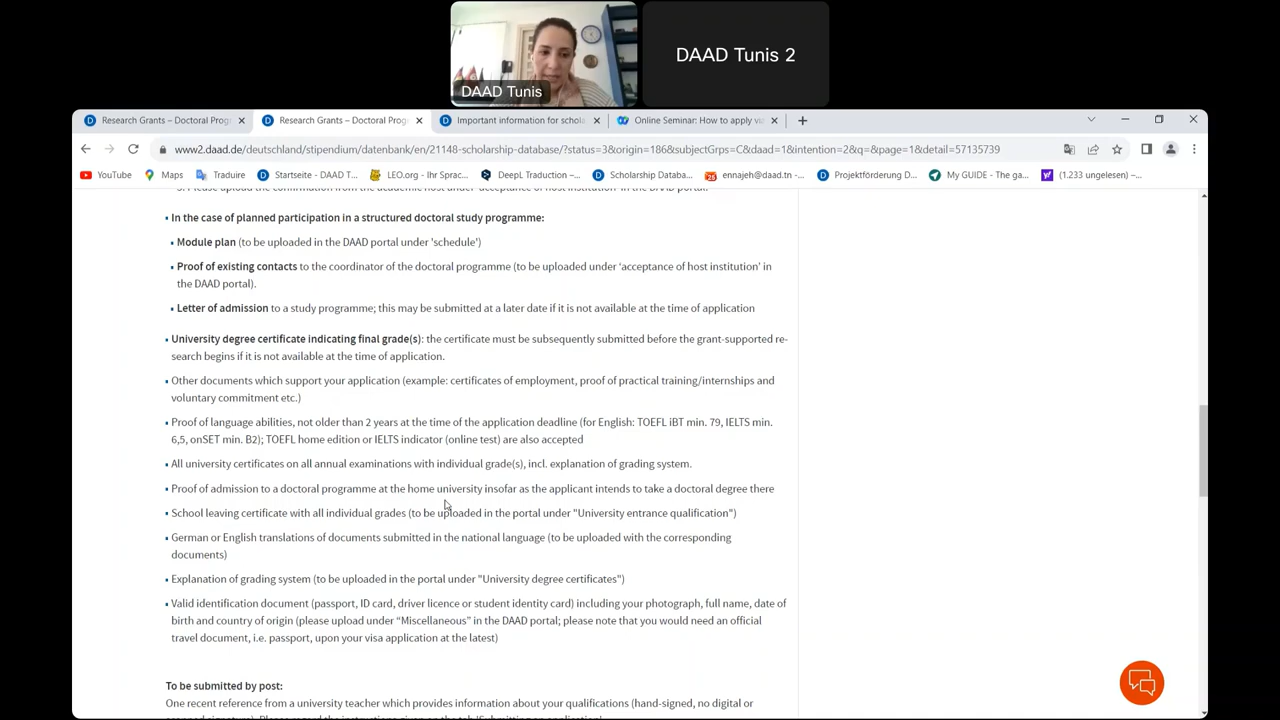 DAAD Tunis
DAAD Tunis 2
Research Grants – Doctoral Prog
Research Grants – Doctoral Prog
Important information for schola
Online Seminar: How to apply via
www2.daad.de/deutschland/stipendium/datenbank/en/21148-scholarship-database/?status=3&origin=186&subjectGrps=C&daad=1&intention=2&q=&page=1&detail=57135739
YouTube
Maps
Traduire
Startseite - DAAD T...
LEO.org - Ihr Sprac...
DeepL Traduction –...
Scholarship Databa...
ennajeh@daad.tn -...
Projektförderung D...
My GUIDE - The ga...
(1.233 ungelesen) –...
In the case of planned participation in a structured doctoral study programme:
Module plan (to be uploaded in the DAAD portal under 'schedule')
Proof of existing contacts to the coordinator of the doctoral programme (to be uploaded under ‘acceptance of host institution’ in
the DAAD portal).
Letter of admission to a study programme; this may be submitted at a later date if it is not available at the time of application
University degree certificate indicating final grade(s): the certificate must be subsequently submitted before the grant-supported re-
search begins if it is not available at the time of application.
Other documents which support your application (example: certificates of employment, proof of practical training/internships and
voluntary commitment etc.)
Proof of language abilities, not older than 2 years at the time of the application deadline (for English: TOEFL iBT min. 79, IELTS min.
6,5, onSET min. B2); TOEFL home edition or IELTS indicator (online test) are also accepted
All university certificates on all annual examinations with individual grade(s), incl. explanation of grading system.
Proof of admission to a doctoral programme at the home university insofar as the applicant intends to take a doctoral degree there
School leaving certificate with all individual grades (to be uploaded in the portal under "University entrance qualification")
German or English translations of documents submitted in the national language (to be uploaded with the corresponding
documents)
Explanation of grading system (to be uploaded in the portal under "University degree certificates")
Valid identification document (passport, ID card, driver licence or student identity card) including your photograph, full name, date of
birth and country of origin (please upload under “Miscellaneous” in the DAAD portal; please note that you would need an official
travel document, i.e. passport, upon your visa application at the latest)
To be submitted by post:
One recent reference from a university teacher which provides information about your qualifications (hand-signed, no digital or